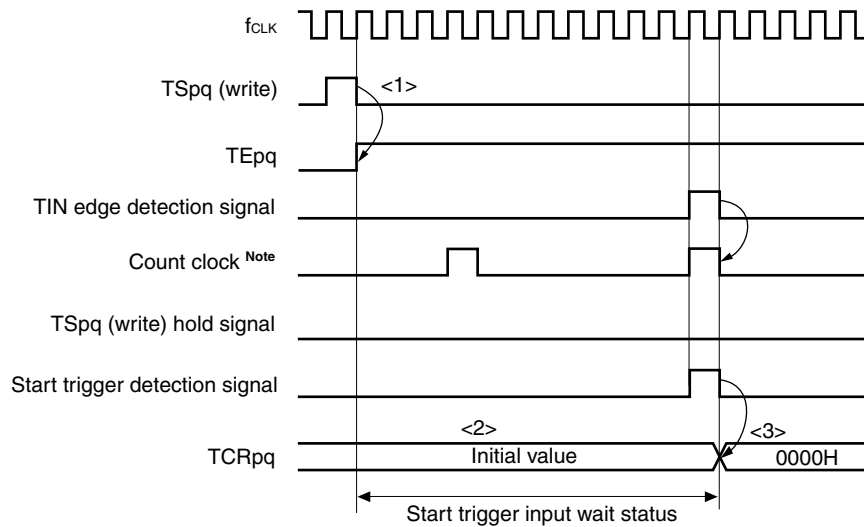 fCLK
TSpq (write)
<1>
TEpq
TIN edge detection signal
Count clock Note
TSpq (write) hold signal
Start trigger detection signal
<2>
<3>
TCRpq
Initial value
0000H
Start trigger input wait status